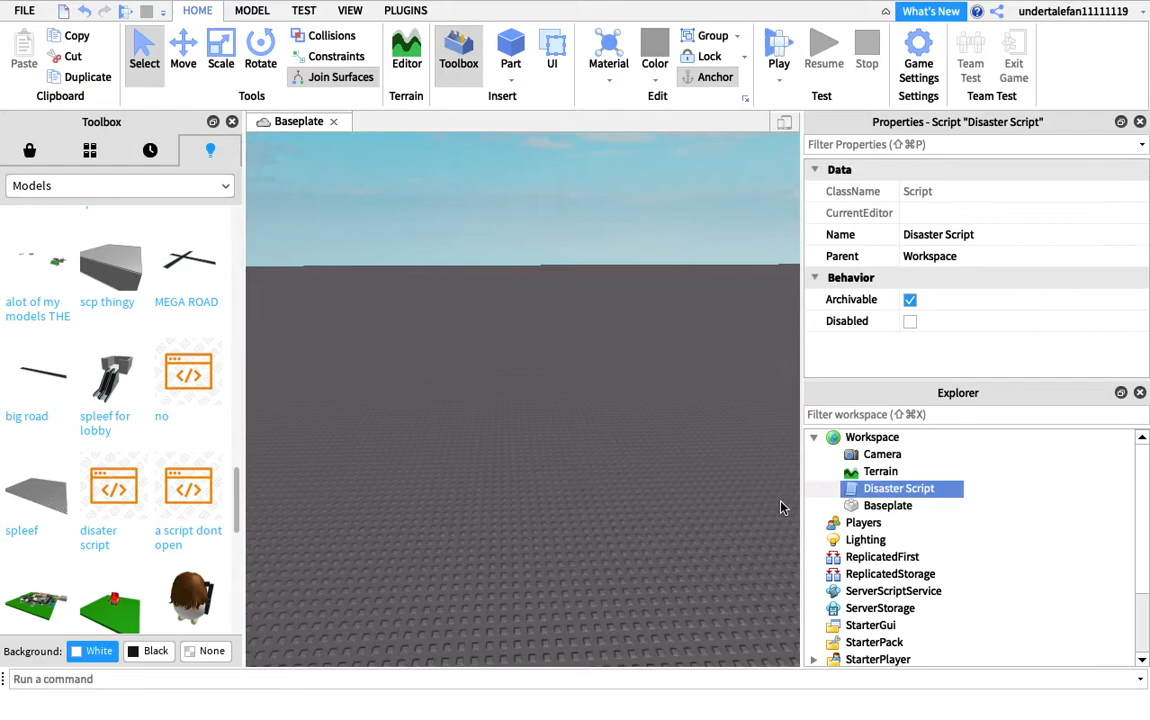 FILE HOME MODEL TEST VIEW PLUGINS What's New undertalefan11111119
Paste Copy Cut Duplicate
Clipboard
Select Move Scale Rotate Collisions Constraints Join Surfaces
Tools
Editor
Terrain
Toolbox Part UI
Insert
Material Color Group Lock Anchor
Edit
Play Resume Stop
Test
Game Settings
Settings
Team Test Exit Game
Team Test
Toolbox
Models
alot of my models THE
scp thingy
MEGA ROAD
big road
spleef for lobby
no
spleef
disater script
a script dont open
Background: White Black None
Baseplate
Properties - Script "Disaster Script"
Filter Properties (⇧⌘P)
Data
ClassName Script
CurrentEditor
Name Disaster Script
Parent Workspace
Behavior
Archivable
Disabled
Explorer
Filter workspace (⇧⌘X)
Workspace
Camera
Terrain
Disaster Script
Baseplate
Players
Lighting
ReplicatedFirst
ReplicatedStorage
ServerScriptService
ServerStorage
StarterGui
StarterPack
StarterPlayer
Run a command